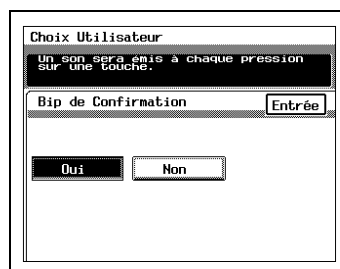 Choix Utilisateur
Un son sera émis à chaque pression
sur une touche.
Bip de Confirmation
Entrée
Oui
Non